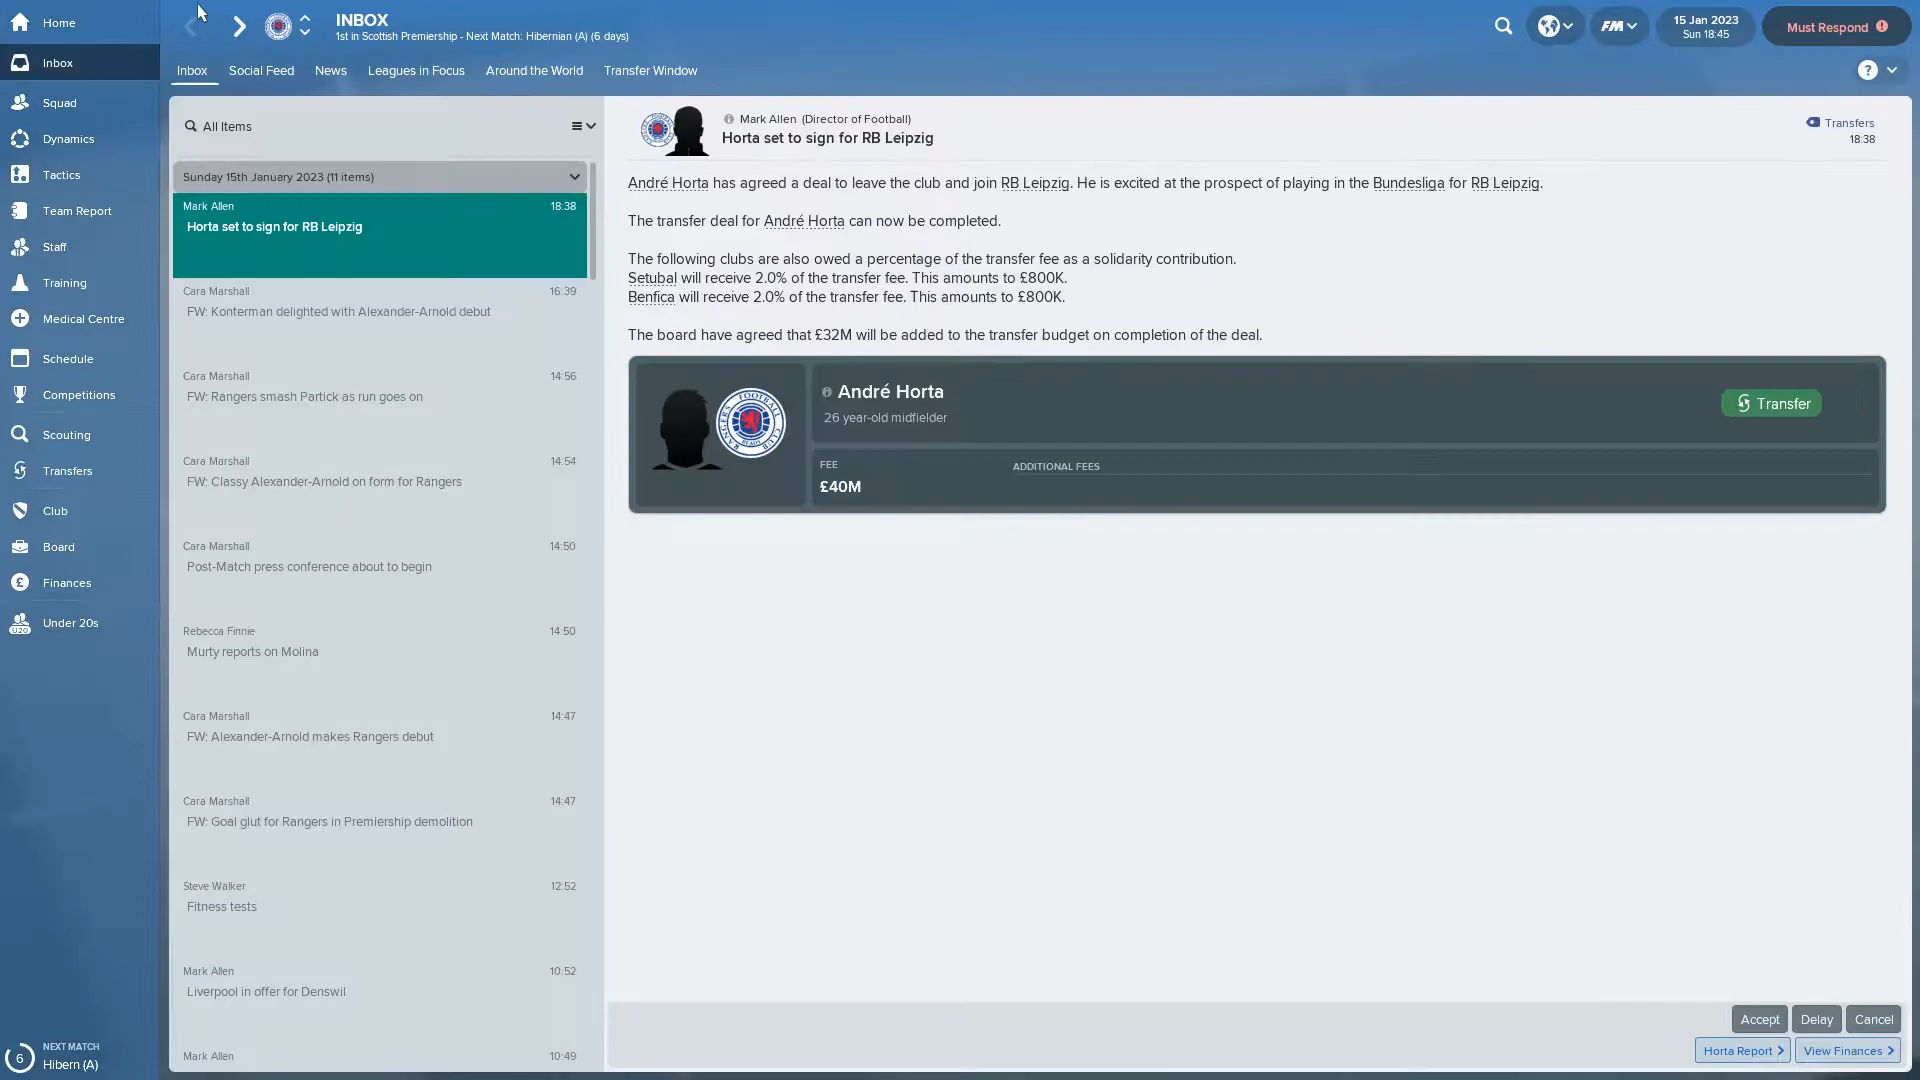 Home
Inbox
Squad
Dynamics
Tactics
Team Report
Staff
Training
Medical Centre
Schedule
Competitions
Scouting
Transfers
Club
Board
Finances
U20
Under 20s
6
NEXT MATCH
Hibern (A)
INBOX
1st in Scottish Premiership - Next Match: Hibernian (A) (6 days)
FM
15 Jan 2023
Sun 18:45
Must Respond
?
Inbox
Social Feed
News
Leagues in Focus
Around the World
Transfer Window
All Items
Sunday 15th January 2023 (11 items)
Mark Allen 18:38
Horta set to sign for RB Leipzig
Cara Marshall 16:39
FW: Konterman delighted with Alexander-Arnold debut
Cara Marshall 14:56
FW: Rangers smash Partick as run goes on
Cara Marshall 14:54
FW: Classy Alexander-Arnold on form for Rangers
Cara Marshall 14:50
Post-Match press conference about to begin
Rebecca Finnie 14:50
Murty reports on Molina
Cara Marshall 14:47
FW: Alexander-Arnold makes Rangers debut
Cara Marshall 14:47
FW: Goal glut for Rangers in Premiership demolition
Steve Walker 12:52
Fitness tests
Mark Allen 10:52
Liverpool in offer for Denswil
Mark Allen 10:49
Mark Allen (Director of Football)
Horta set to sign for RB Leipzig
Transfers
18:38
André Horta has agreed a deal to leave the club and join RB Leipzig. He is excited at the prospect of playing in the Bundesliga for RB Leipzig.
The transfer deal for André Horta can now be completed.
The following clubs are also owed a percentage of the transfer fee as a solidarity contribution.
Setubal will receive 2.0% of the transfer fee. This amounts to £800K.
Benfica will receive 2.0% of the transfer fee. This amounts to £800K.
The board have agreed that £32M will be added to the transfer budget on completion of the deal.
RANGERS FOOTBALL CLUB
READY
André Horta
26 year-old midfielder
Transfer
FEE
£40M
ADDITIONAL FEES
Accept
Delay
Cancel
Horta Report
View Finances